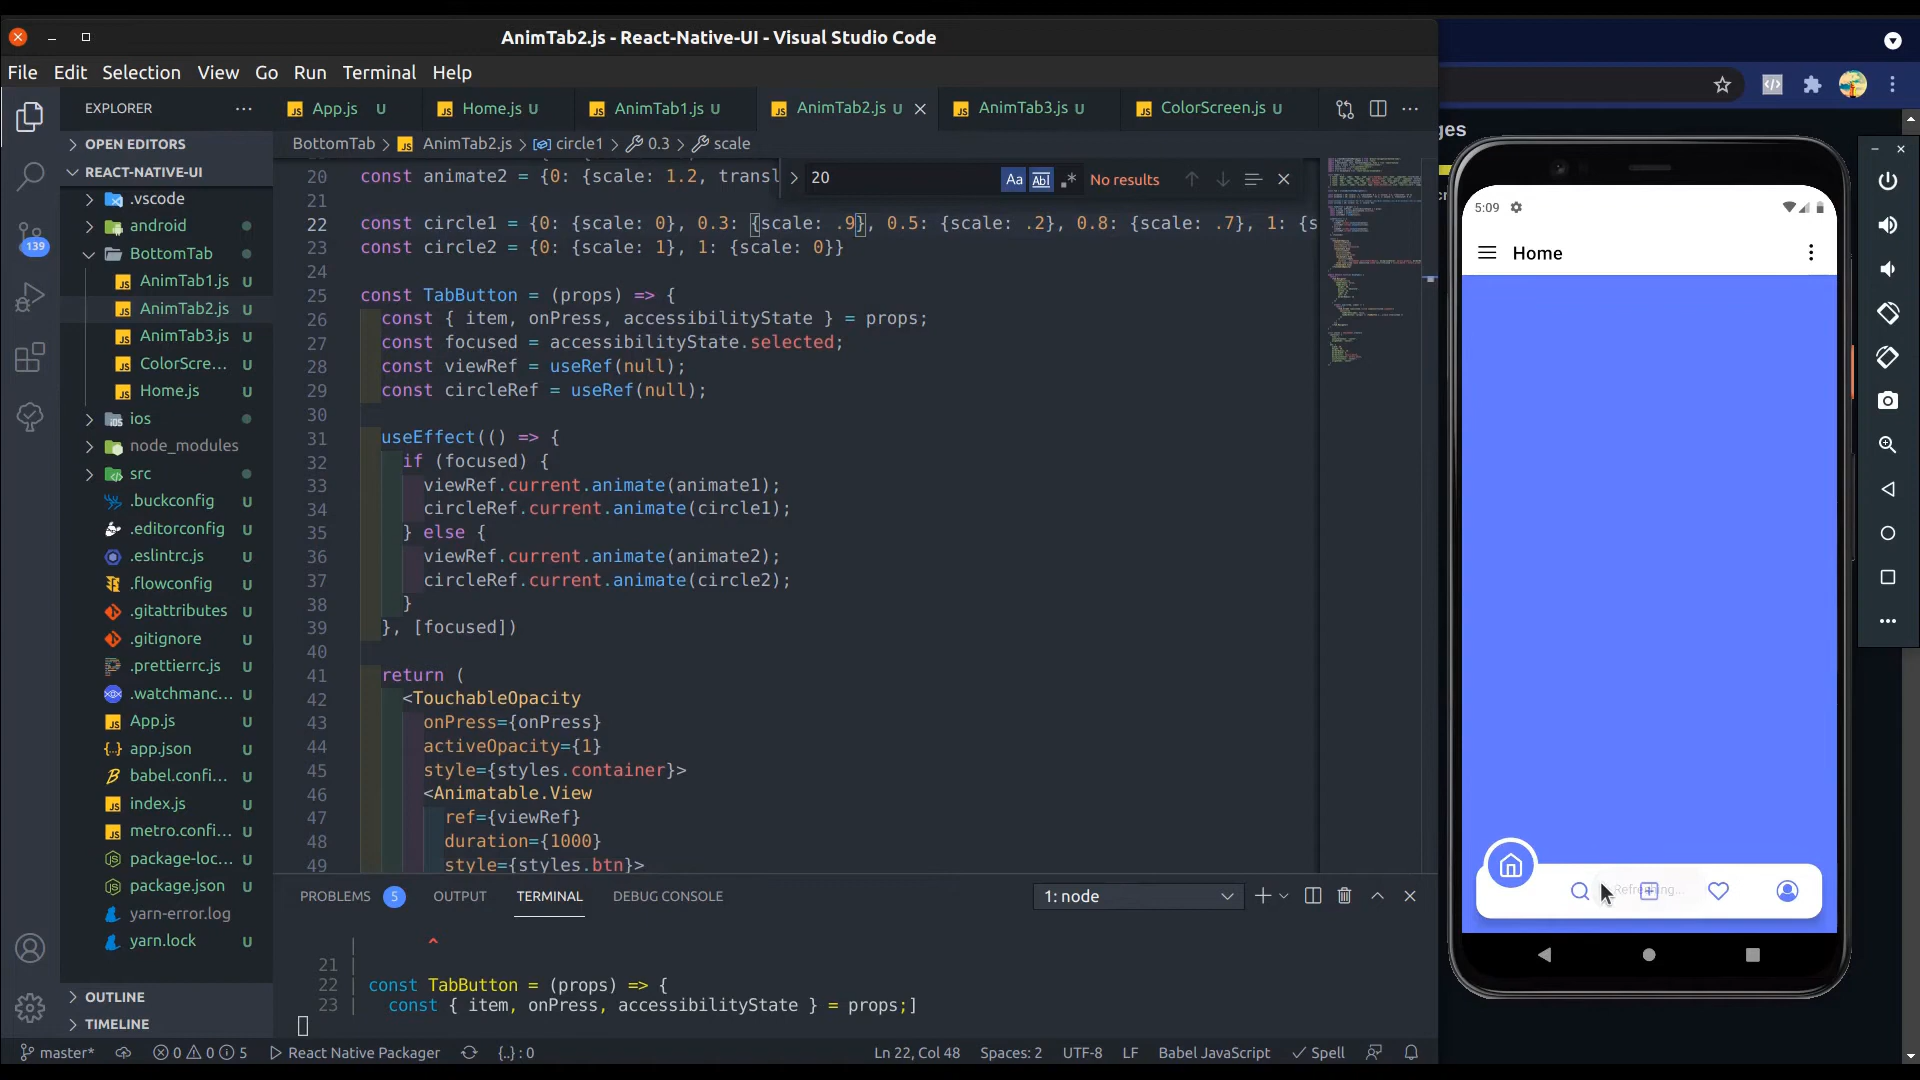 AnimTab2.js - React-Native-UI - Visual Studio Code
File Edit Selection View Go Run Terminal Help
EXPLORER
App.js U
Home.js U
AnimTab1.js U
AnimTab2.js U
AnimTab3.js U
ColorScreen.js U
BottomTab > AnimTab2.js > circle1 > 0.3 > scale
OPEN EDITORS
REACT-NATIVE-UI
.vscode
android
BottomTab
AnimTab1.js U
AnimTab2.js U
AnimTab3.js U
ColorScre... U
Home.js U
ios
node_modules
src
.buckconfig U
.editorconfig U
.eslintrc.js U
.flowconfig U
.gitattributes U
.gitignore U
.prettierrc.js U
.watchmanc... U
App.js U
app.json U
babel.confi... U
index.js U
metro.confi... U
package-loc... U
package.json U
yarn-error.log U
yarn.lock U
OUTLINE
TIMELINE
139
20 Aa Abl .* No results
20 const animate2 = {0: {scale: 1.2, transl
21
22 const circle1 = {0: {scale: 0}, 0.3: {scale: .9}, 0.5: {scale: .2}, 0.8: {scale: .7}, 1: {s
23 const circle2 = {0: {scale: 1}, 1: {scale: 0}}
24
25 const TabButton = (props) => {
26 const { item, onPress, accessibilityState } = props;
27 const focused = accessibilityState.selected;
28 const viewRef = useRef(null);
29 const circleRef = useRef(null);
30
31 useEffect(() => {
32 if (focused) {
33 viewRef.current.animate(animate1);
34 circleRef.current.animate(circle1);
35 } else {
36 viewRef.current.animate(animate2);
37 circleRef.current.animate(circle2);
38 }
39 }, [focused])
40
41 return (
42 <TouchableOpacity
43 onPress={onPress}
44 activeOpacity={1}
45 style={styles.container}>
46 <Animatable.View
47 ref={viewRef}
48 duration={1000}
49 style={styles.btn}>
PROBLEMS 5 OUTPUT TERMINAL DEBUG CONSOLE 1: node
| ^
21 |
22 | const TabButton = (props) => {
23 | const { item, onPress, accessibilityState } = props;]
master* 0 0 5 React Native Packager {..} : 0 Ln 22, Col 48 Spaces: 2 UTF-8 LF Babel JavaScript Spell
ges
5:09
Home
Refreshing...